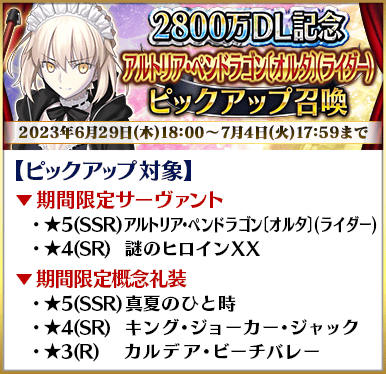 2800万DL記念
アルトリア・ペンドラゴン〔オルタ〕(ライダー)
ピックアップ召喚
2023年6月29日(木)18:00～7月4日(火)17:59まで
【ピックアップ対象】
▼期間限定サーヴァント
・★5(SSR)アルトリア・ペンドラゴン〔オルタ〕(ライダー)
・★4(SR) 謎のヒロインXX
▼期間限定概念礼装
・★5(SSR)真夏のひと時
・★4(SR) キング・ジョーカー・ジャック
・★3(R) カルデア・ビーチバレー